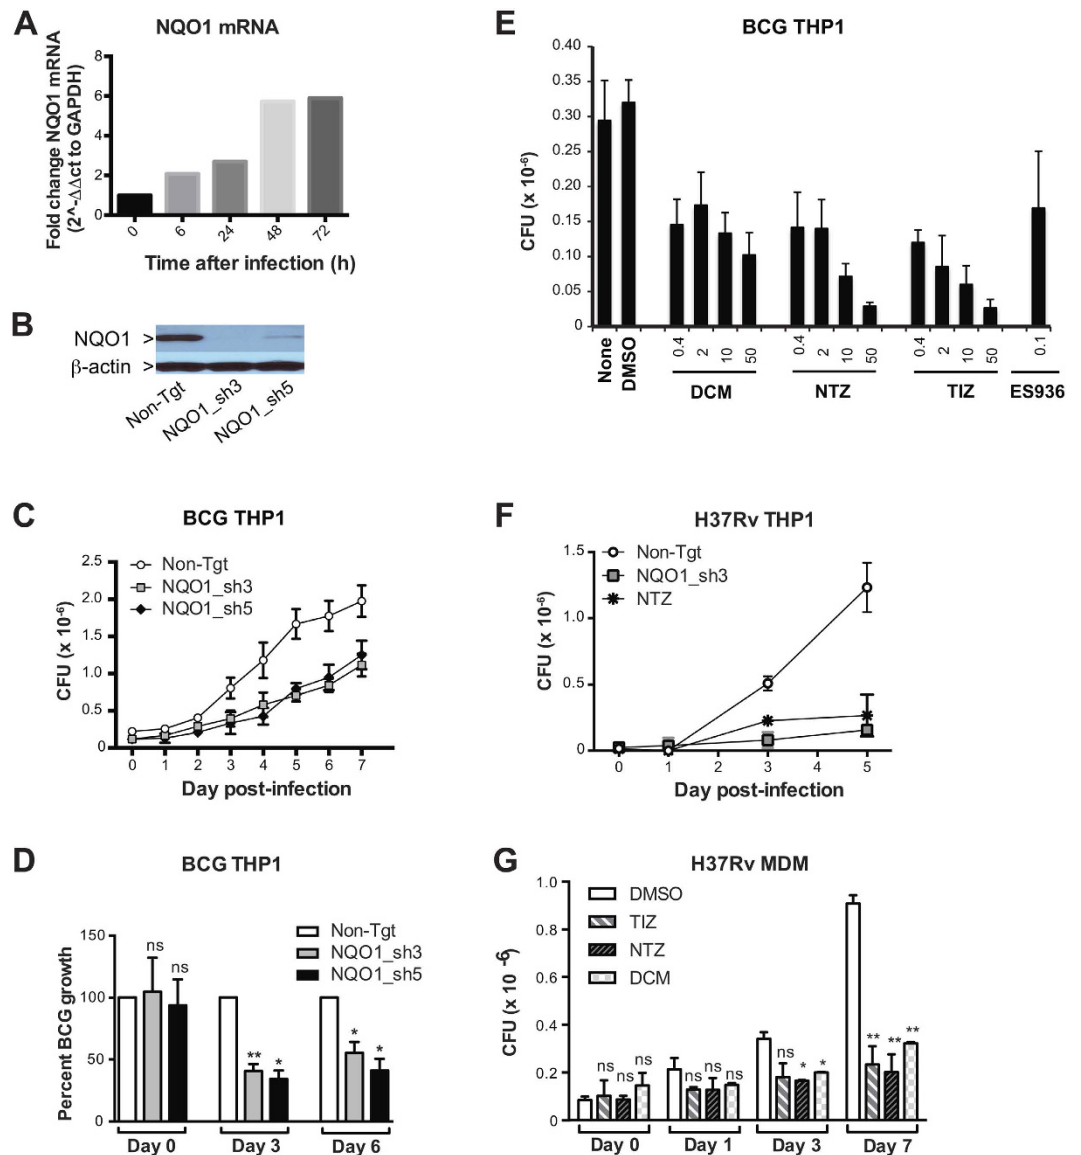 A
NQO1 mRNA
Fold change NQO1 mRNA
(2^-ΔΔct to GAPDH)
8
6
4
2
0
0
6
24
48
72
Time after infection (h)
B
NQO1 >
β-actin >
Non-Tgt
NQO1_sh3
NQO1_sh5
C
BCG THP1
Non-Tgt
NQO1_sh3
NQO1_sh5
CFU (x 10⁻⁶)
2.5
2.0
1.5
1.0
0.5
0
0 1 2 3 4 5 6 7
Day post-infection
D
BCG THP1
Non-Tgt
NQO1_sh3
NQO1_sh5
Percent BCG growth
150
100
50
0
ns
ns
**
*
*
*
Day 0
Day 3
Day 6
E
BCG THP1
CFU (x 10⁻⁶)
0.40
0.35
0.30
0.25
0.20
0.15
0.10
0.05
0
None
DMSO
0.4 2 10 50
0.4 2 10 50
0.4 2 10 50
0.1
DCM
NTZ
TIZ
ES936
F
H37Rv THP1
Non-Tgt
NQO1_sh3
NTZ
CFU (x 10⁻⁶)
1.5
1.0
0.5
0
0 1 2 3 4 5
Day post-infection
G
H37Rv MDM
DMSO
TIZ
NTZ
DCM
CFU (x 10 ⁻⁶)
1.0
0.8
0.6
0.4
0.2
0.0
ns ns ns
ns ns ns
ns * *
** ** **
Day 0
Day 1
Day 3
Day 7